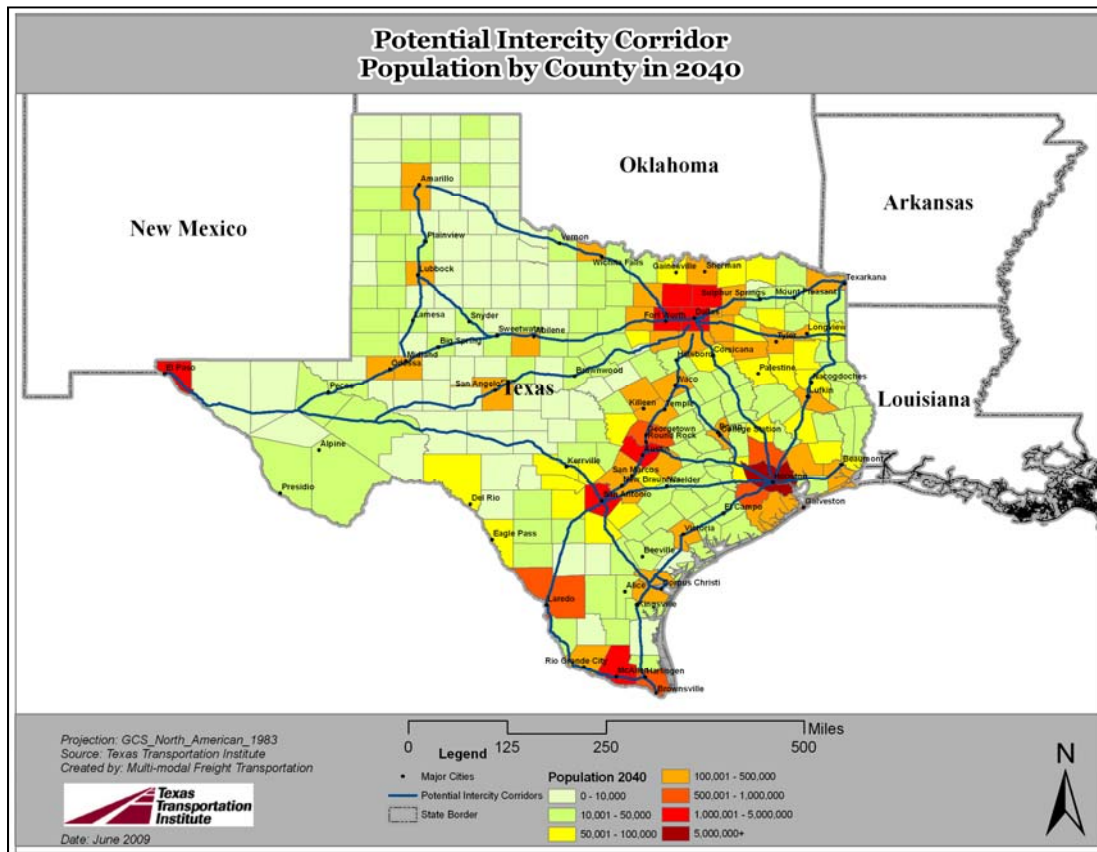 Potential Intercity Corridor
Population by County in 2040
Oklahoma
Arkansas
New Mexico
Louisiana
Texas
Amarillo
Plainview
Lubbock
Lamesa
Snyder
Big Spring
Sweetwater
Abilene
Midland
Odessa
Pecos
El Paso
Alpine
Presidio
San Angelo
Brownwood
Vernon
Wichita Falls
Gainesville
Sherman
Texarkana
Sulphur Springs
Mount Pleasant
Fort Worth
Dallas
Tyler
Longview
Hillsboro
Corsicana
Palestine
Waco
Nacogdoches
Lufkin
Killeen
Temple
Georgetown
Round Rock
Austin
College Station
San Marcos
New Braunfels
Waelder
Kerrville
San Antonio
Houston
Beaumont
Galveston
El Campo
Victoria
Del Rio
Eagle Pass
Beeville
Alice
Corpus Christi
Kingsville
Laredo
Rio Grande City
McAllen
Harlingen
Brownsville
Projection: GCS_North_American_1983
Source: Texas Transportation Institute
Created by: Multi-modal Freight Transportation
Texas
Transportation
Institute
Date: June 2009
Miles
0 125 250 500
Legend
Major Cities
Potential Intercity Corridors
State Border
Population 2040
0 - 10,000
10,001 - 50,000
50,001 - 100,000
100,001 - 500,000
500,001 - 1,000,000
1,000,001 - 5,000,000
5,000,000+
N